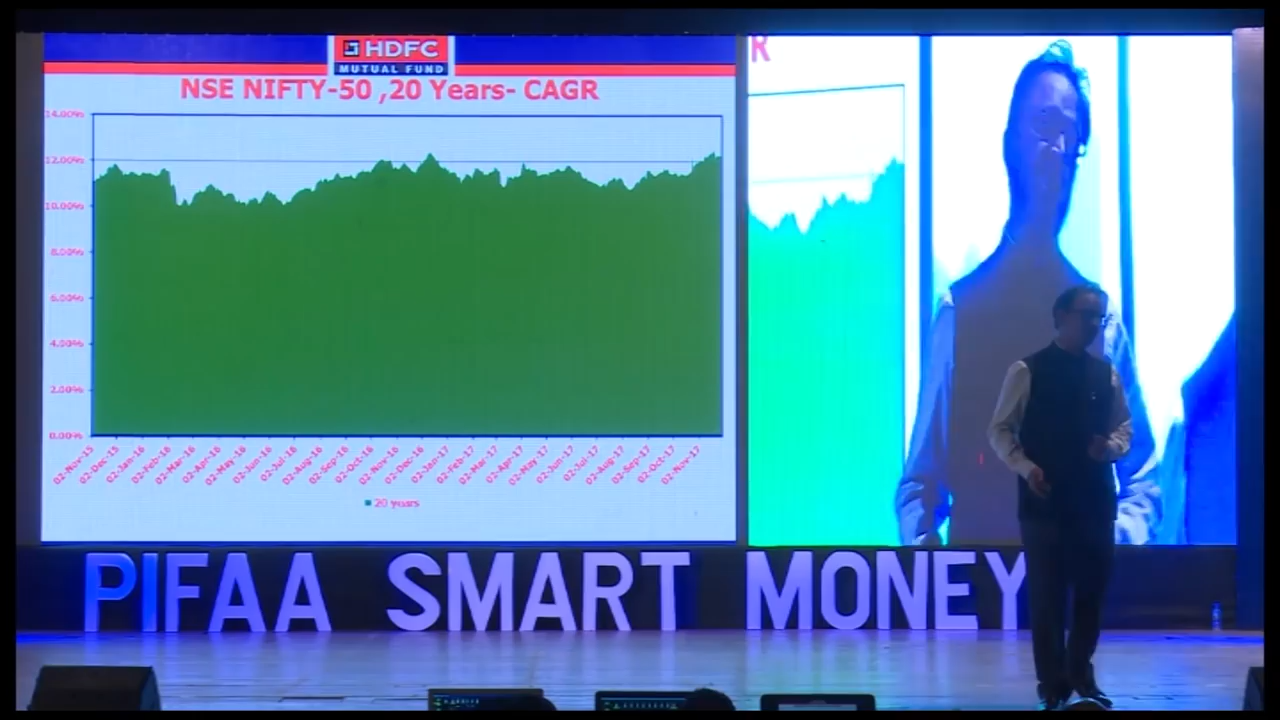 HDFC
MUTUAL FUND
NSE NIFTY-50 ,20 Years- CAGR
R
14.00%
12.00%
10.00%
8.00%
6.00%
4.00%
2.00%
0.00%
02-Nov-15
02-Dec-15
02-Jan-16
02-Feb-16
02-Mar-16
02-Apr-16
02-May-16
02-Jun-16
02-Jul-16
02-Aug-16
02-Sep-16
02-Oct-16
02-Nov-16
02-Dec-16
02-Jan-17
02-Feb-17
02-Mar-17
02-Apr-17
02-May-17
02-Jun-17
02-Jul-17
02-Aug-17
02-Sep-17
02-Oct-17
02-Nov-17
20 years
PIFAA SMART MONEY